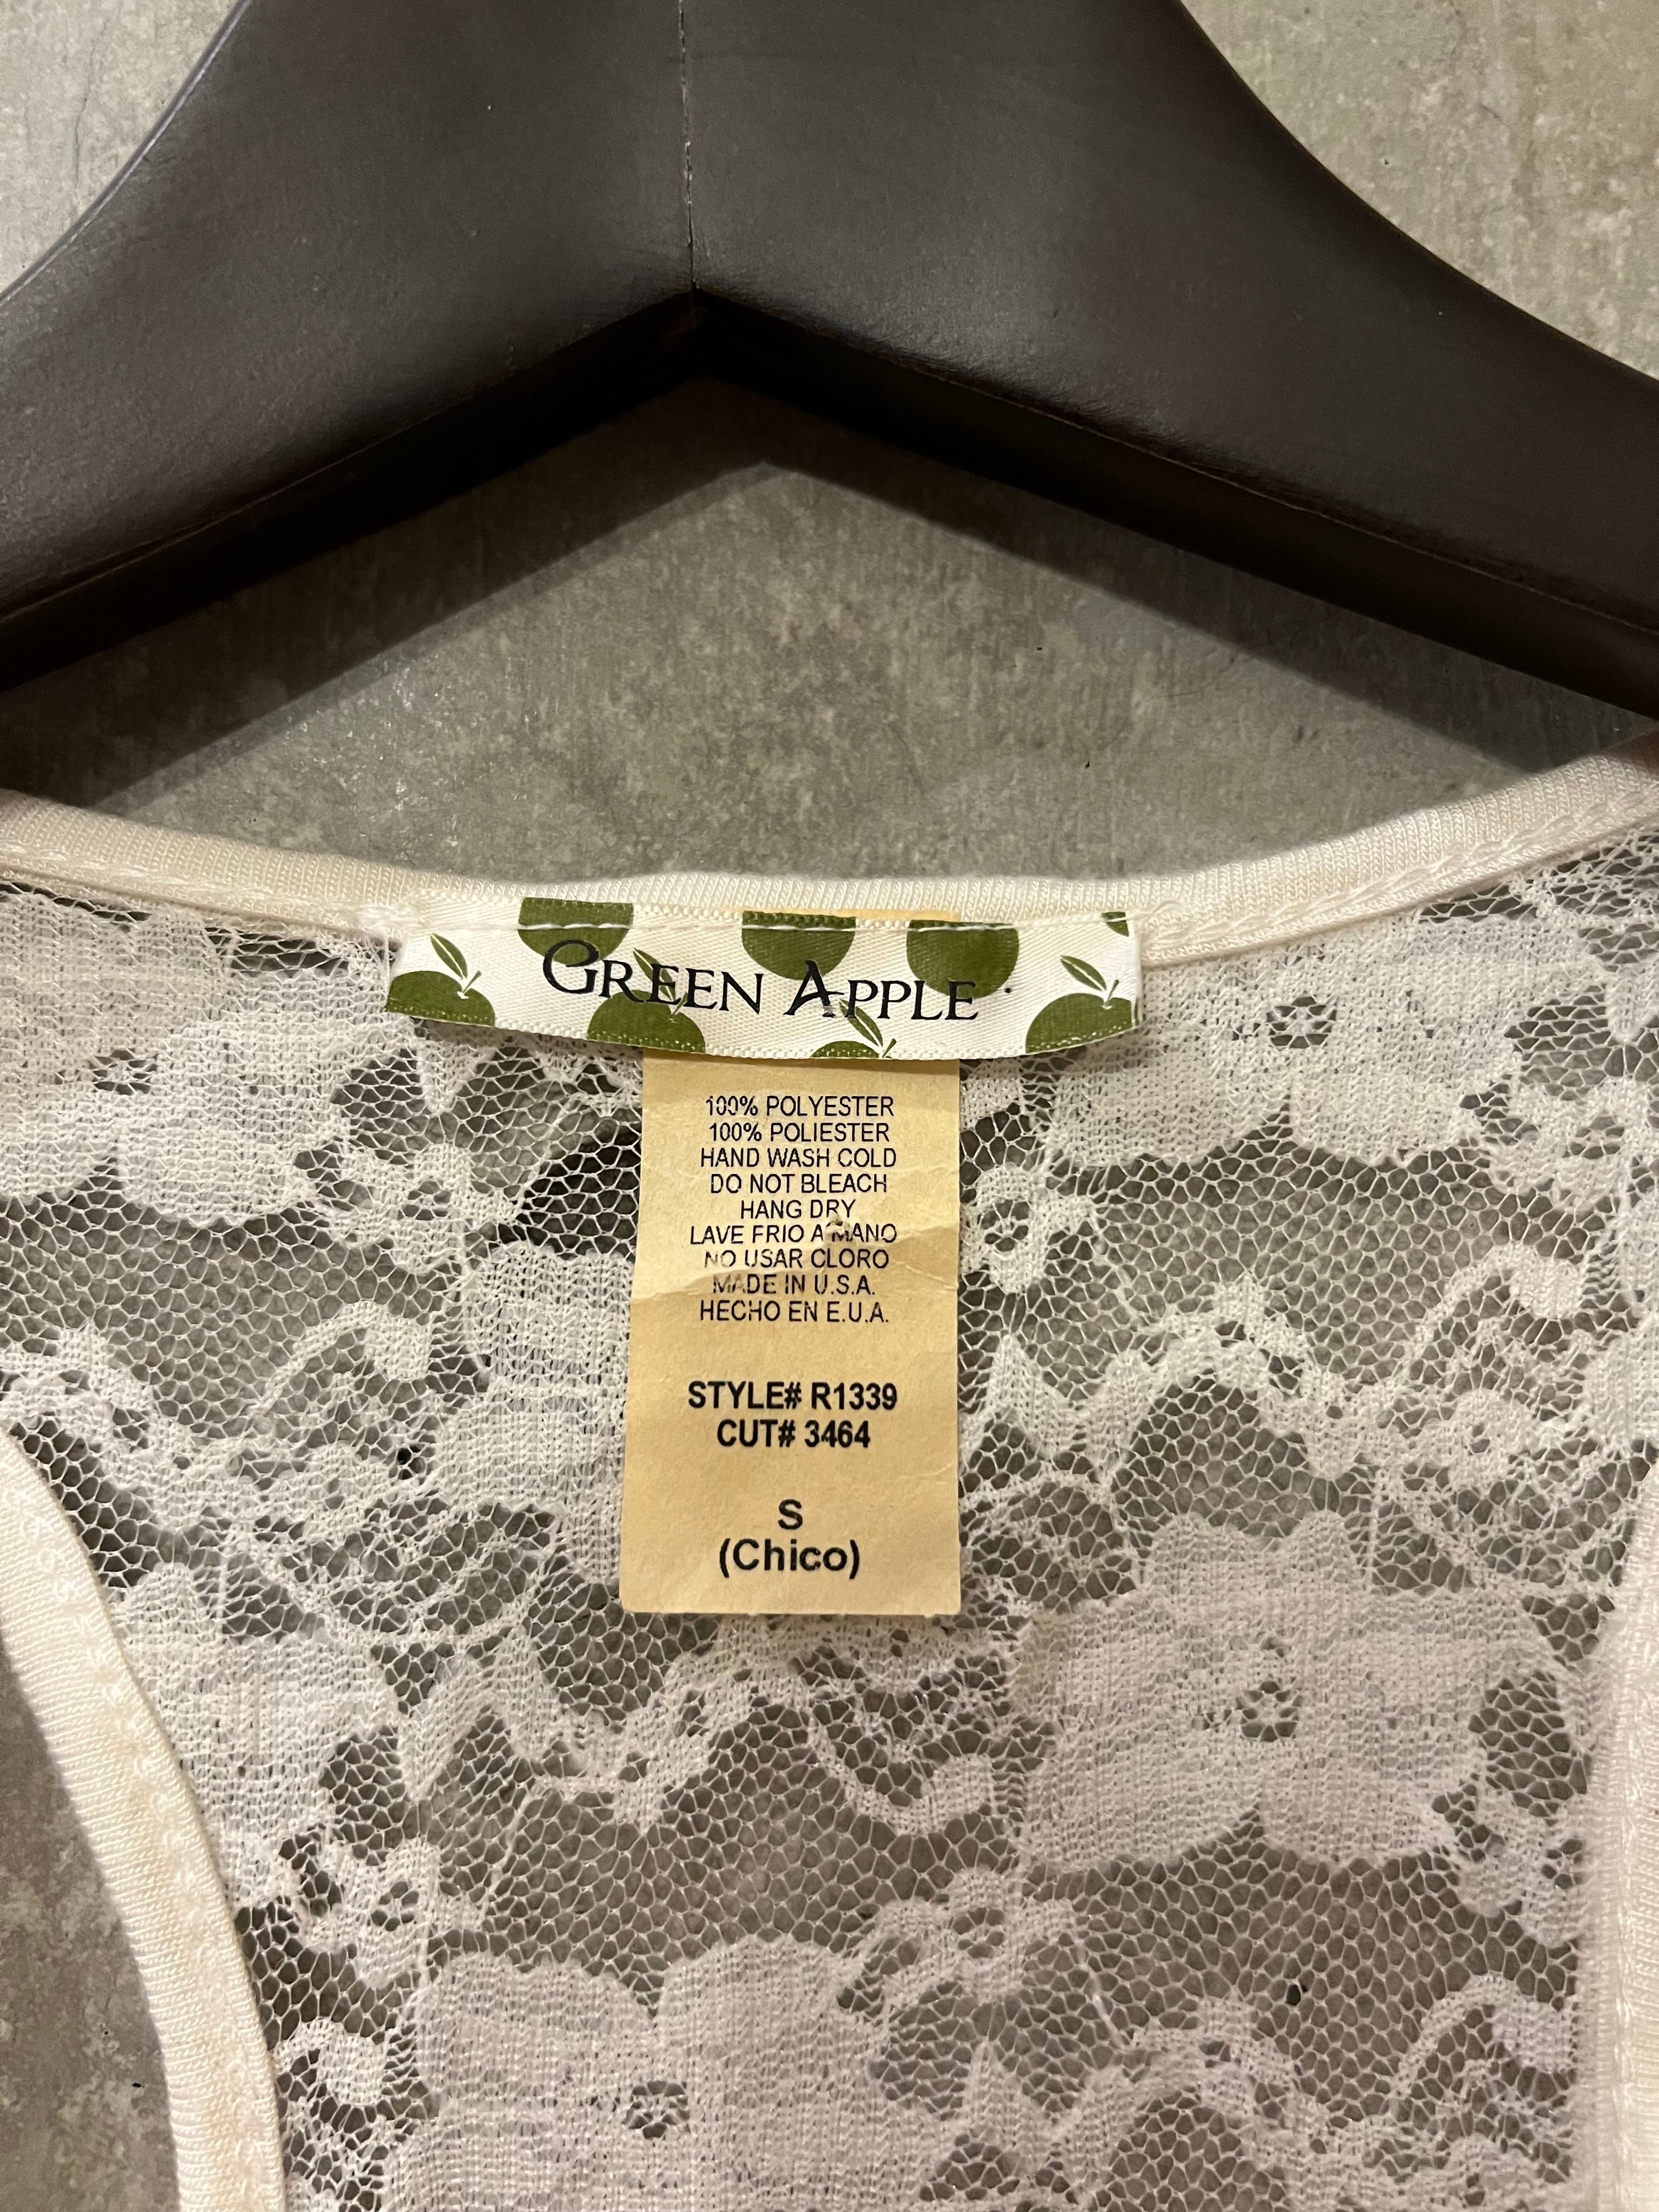 GREEN APPLE
100% POLYESTER
100% POLIESTER
HAND WASH COLD
DO NOT BLEACH
HANG DRY
LAVE FRIO A MANO
NO USAR CLORO
MADE IN U.S.A.
HECHO EN E.U.A.
STYLE# R1339
CUT# 3464
S
(Chico)